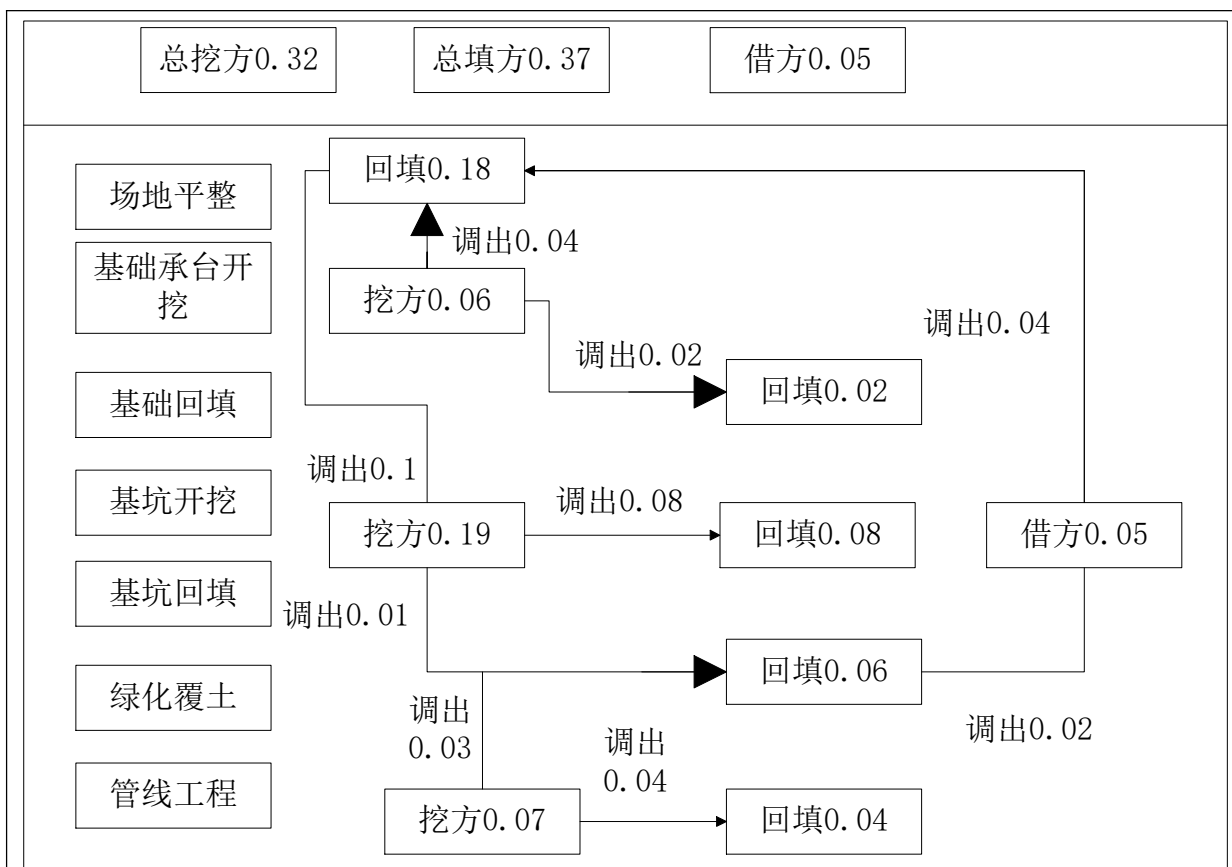 总挖方0.32
总填方0.37
借方0.05
场地平整
回填0.18
调出0.04
基础承台开
挖
挖方0.06
调出0.04
调出0.02
回填0.02
基础回填
调出0.1
基坑开挖
挖方0.19
调出0.08
回填0.08
借方0.05
基坑回填
调出0.01
回填0.06
绿化覆土
调出
0.03
调出0.02
调出
0.04
管线工程
挖方0.07
回填0.04